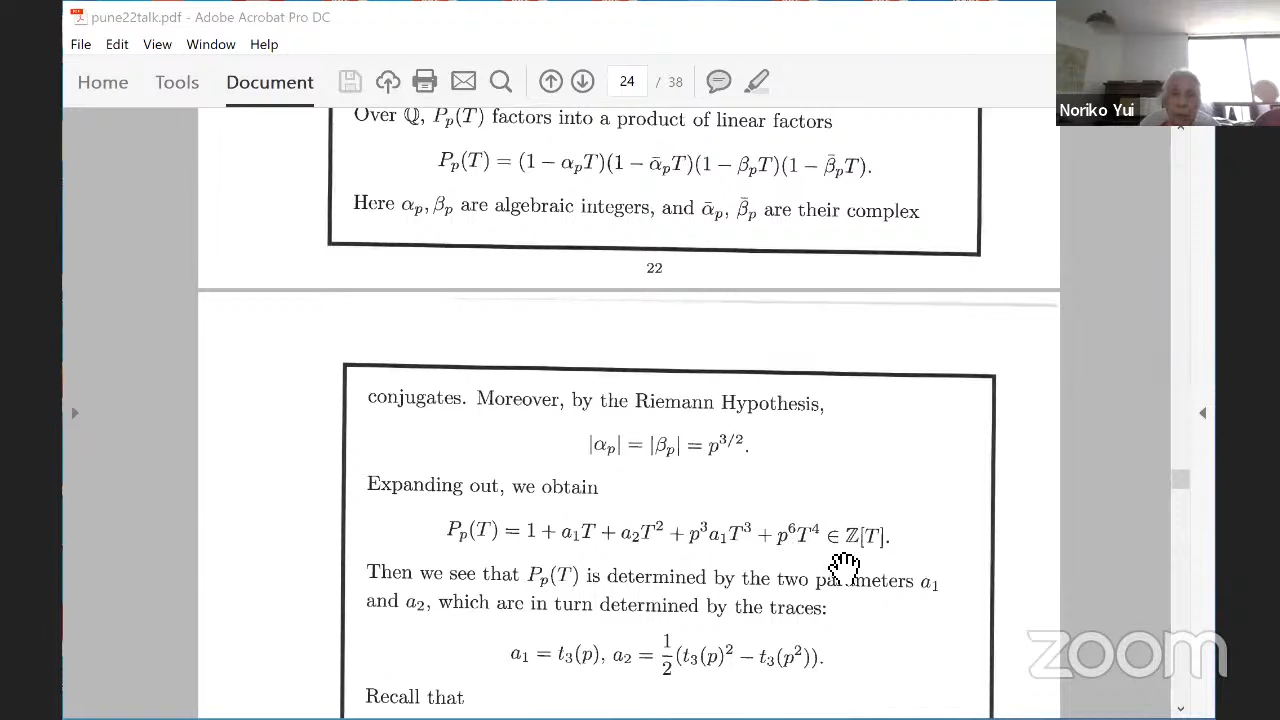 pune22talk.pdf - Adobe Acrobat Pro DC
File Edit View Window Help
Home Tools Document 24 / 38
Noriko Yui
Over ℚ, P_p(T) factors into a product of linear factors
P_p(T) = (1 − α_pT)(1 − ᾱ_pT)(1 − β_pT)(1 − β̄_pT).
Here α_p, β_p are algebraic integers, and ᾱ_p, β̄_p are their complex
22
conjugates. Moreover, by the Riemann Hypothesis,
|α_p| = |β_p| = p^{3/2}.
Expanding out, we obtain
P_p(T) = 1 + a_1T + a_2T^2 + p^3a_1T^3 + p^6T^4 ∈ ℤ[T].
Then we see that P_p(T) is determined by the two parameters a_1
and a_2, which are in turn determined by the traces:
a_1 = t_3(p), a_2 = \frac{1}{2}(t_3(p)^2 − t_3(p^2)).
Recall that
zoom